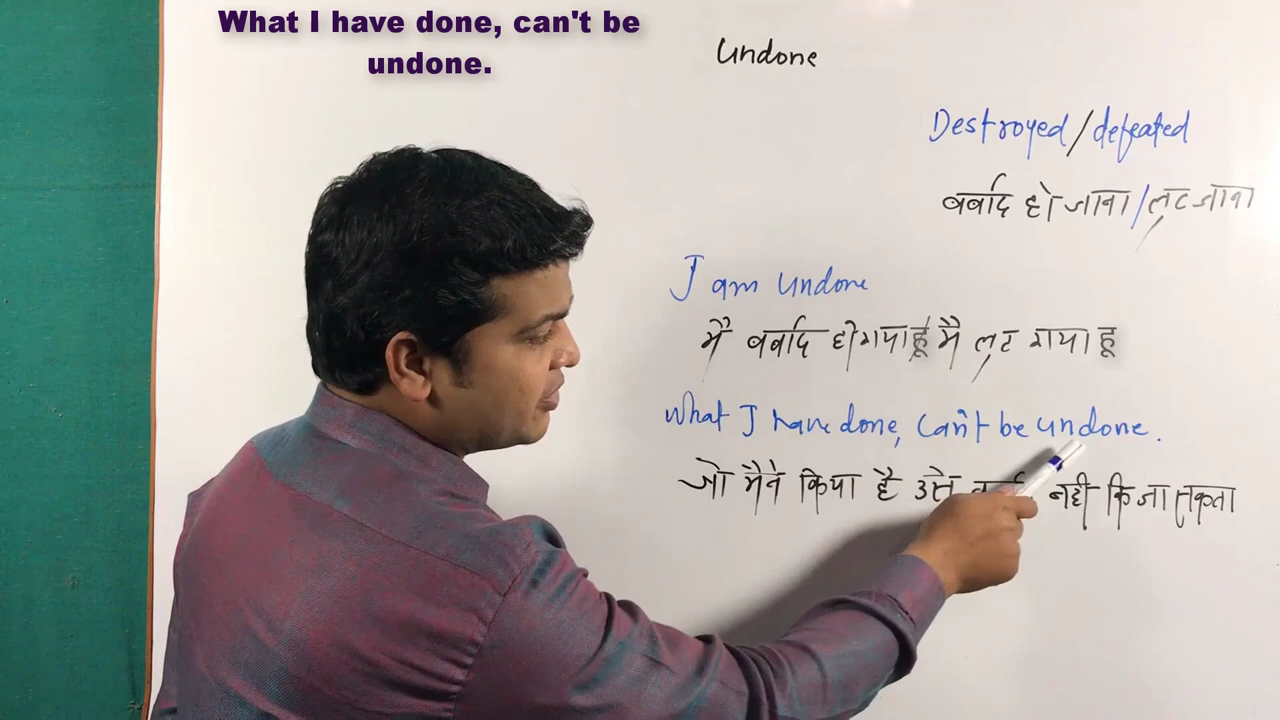 What I have done, can't be
undone.
Undone
Destroyed/defeated
बर्बाद हो जाना/लुट जाना
I am undone
मैं बर्बाद हो गया हूँ मै लुट गया हू
What I have done, can't be undone.
जो मैने किया है उसे नही कि जा सकता